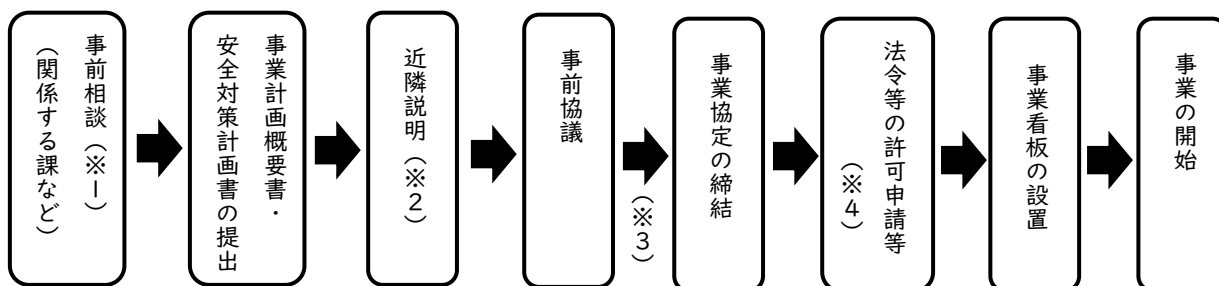 事前相談(※1)
(関係する課など)
事業計画概要書・
安全対策計画書の提出
近隣説明(※2)
事前協議
(※3)
事業協定の締結
法令等の許可申請等
(※4)
事業看板の設置
事業の開始